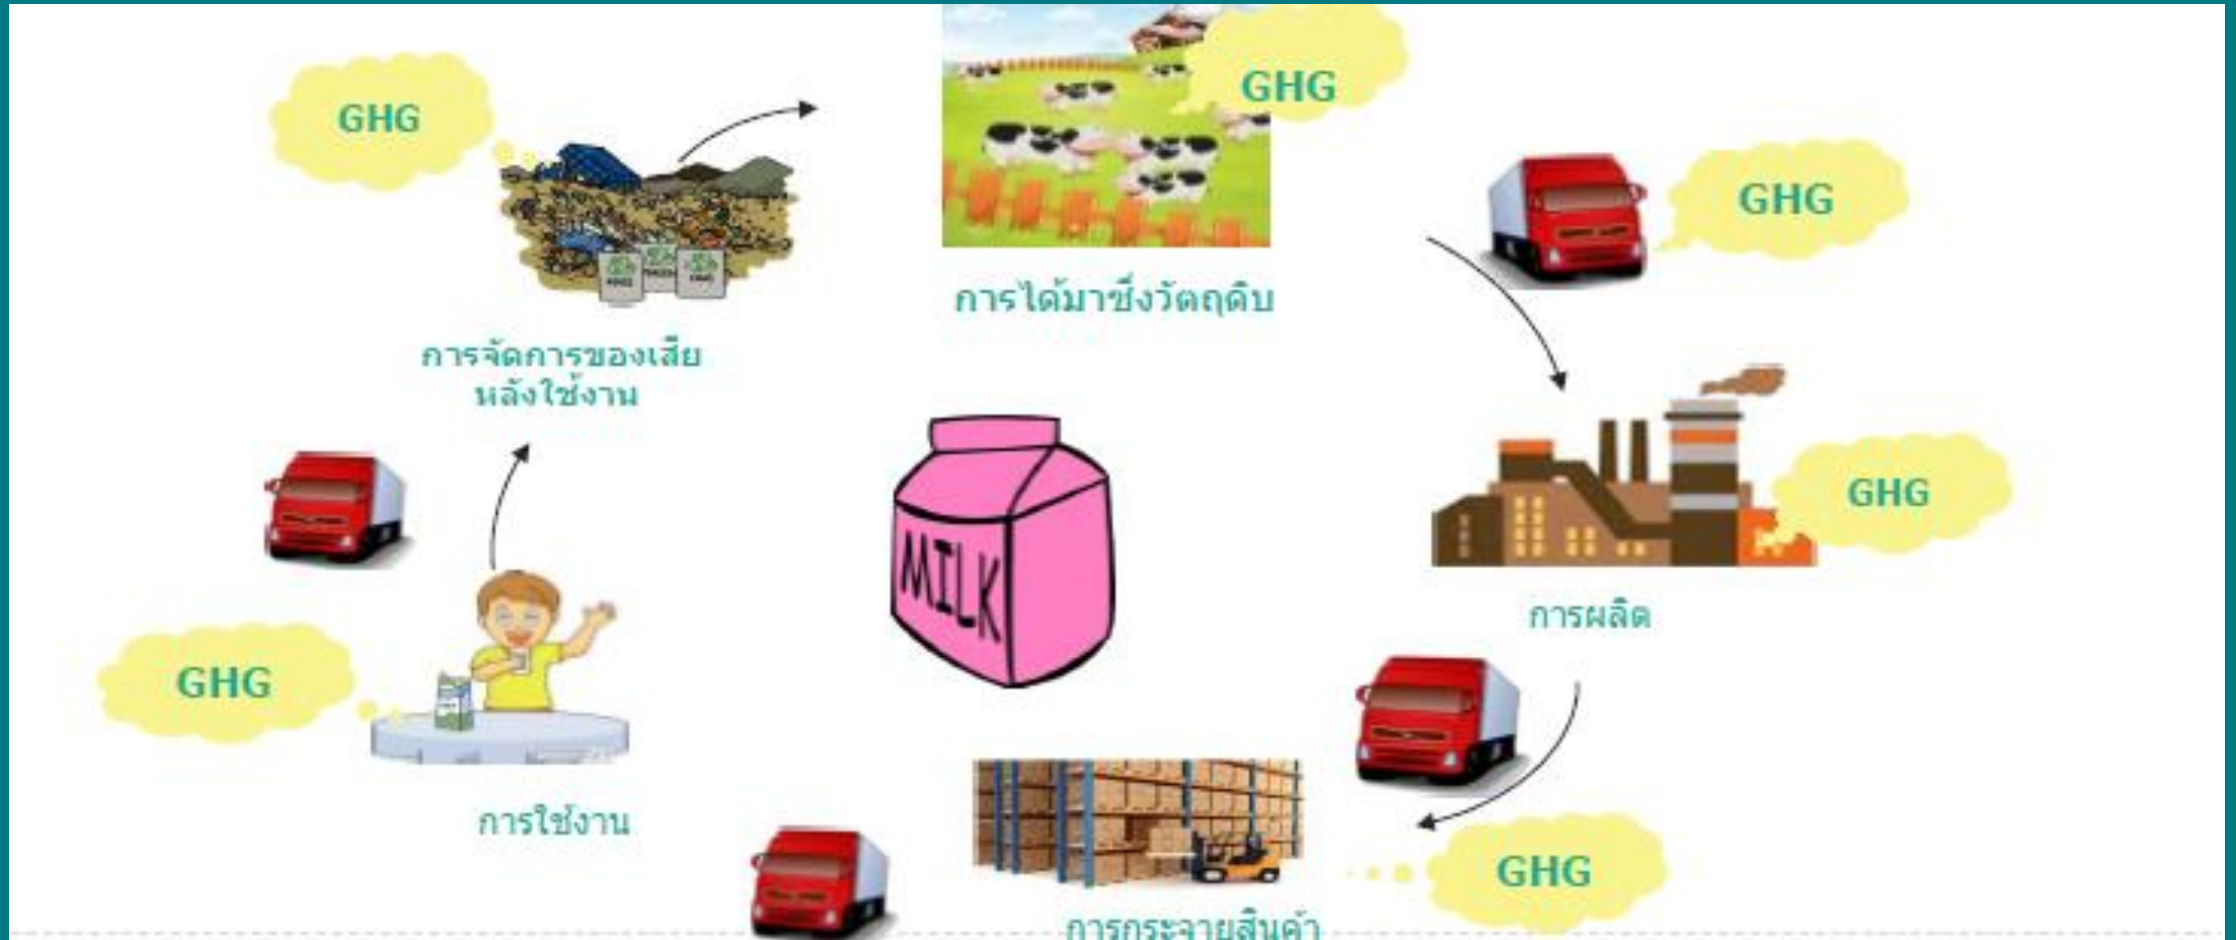 GHG
GHG
GHG
การได้มาซึ่งวัตถุดิบ
การจัดการของเสีย
หลังใช้งาน
GHG
MILK
การผลิต
GHG
การใช้งาน
GHG
การกระจายสินค้า